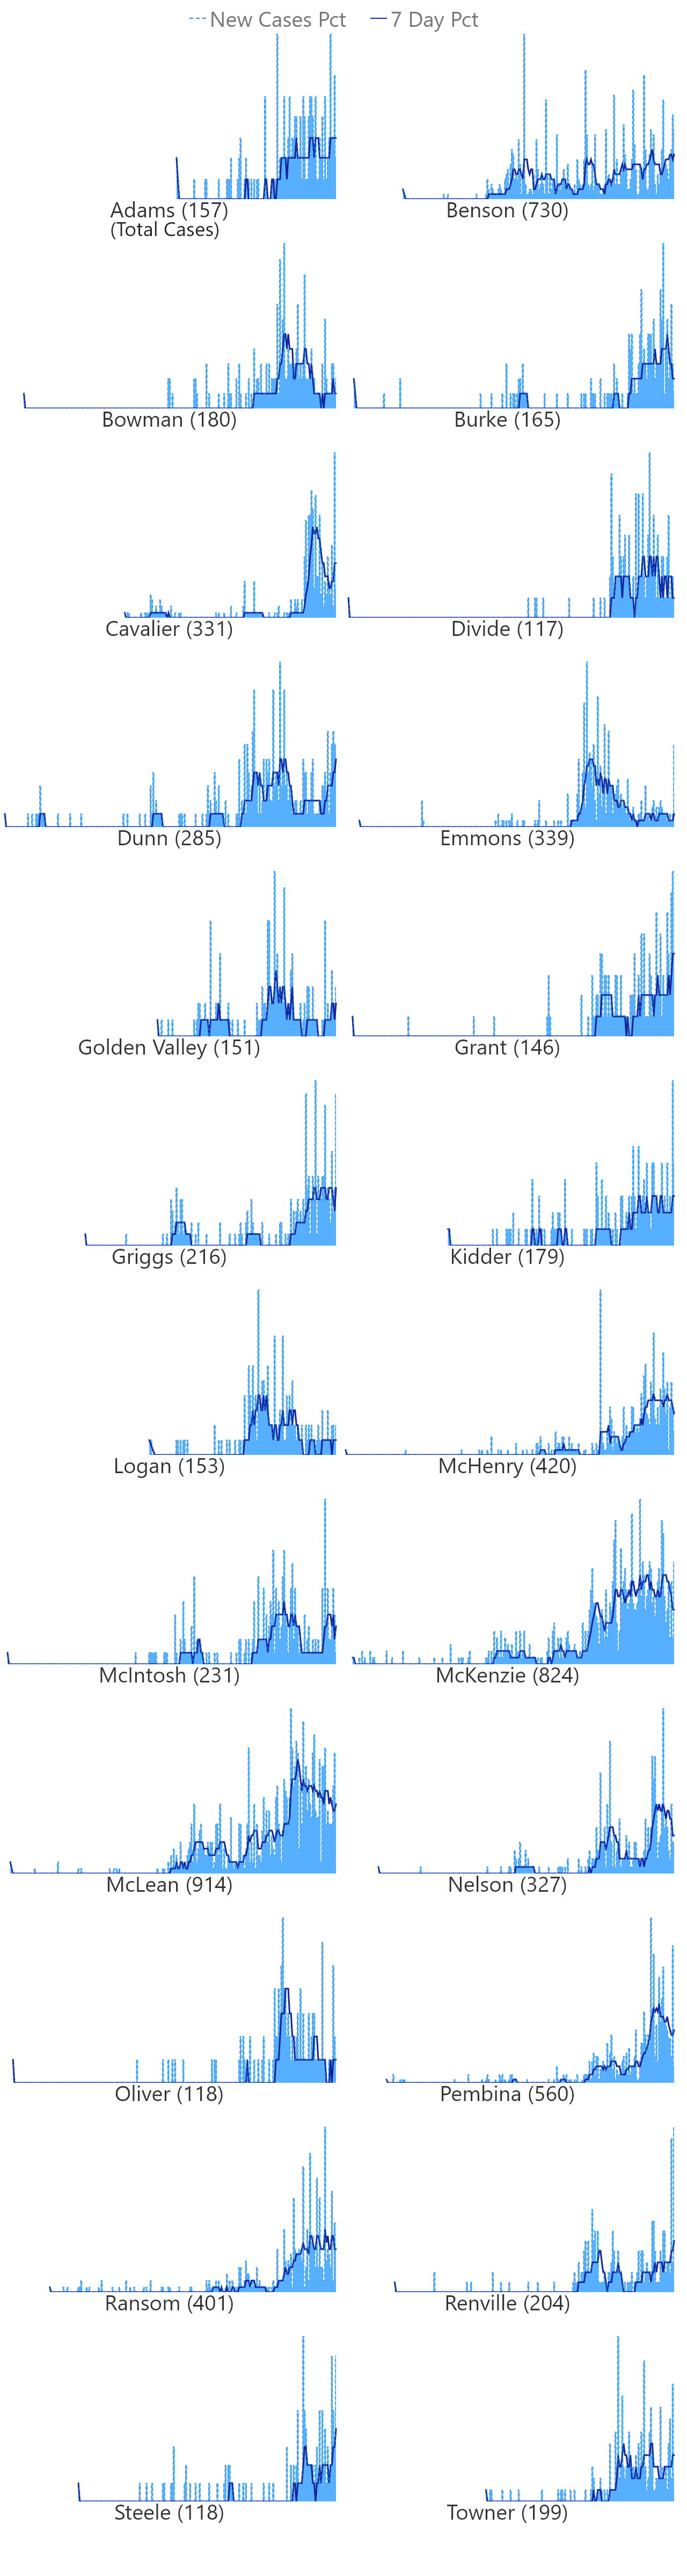 New Cases Pct 7 Day Pct
Adams (157) Benson (730)
(Total Cases)
Bowman (180) Burke (165)
Cavalier (331) Divide (117)
Dunn (285) Emmons (339)
Golden Valley (151) Grant (146)
Griggs (216) Kidder (179)
Logan (153) McHenry (420)
McIntosh (231) McKenzie (824)
McLean (914) Nelson (327)
Oliver (118) Pembina (560)
Ransom (401) Renville (204)
Steele (118) Towner (199)